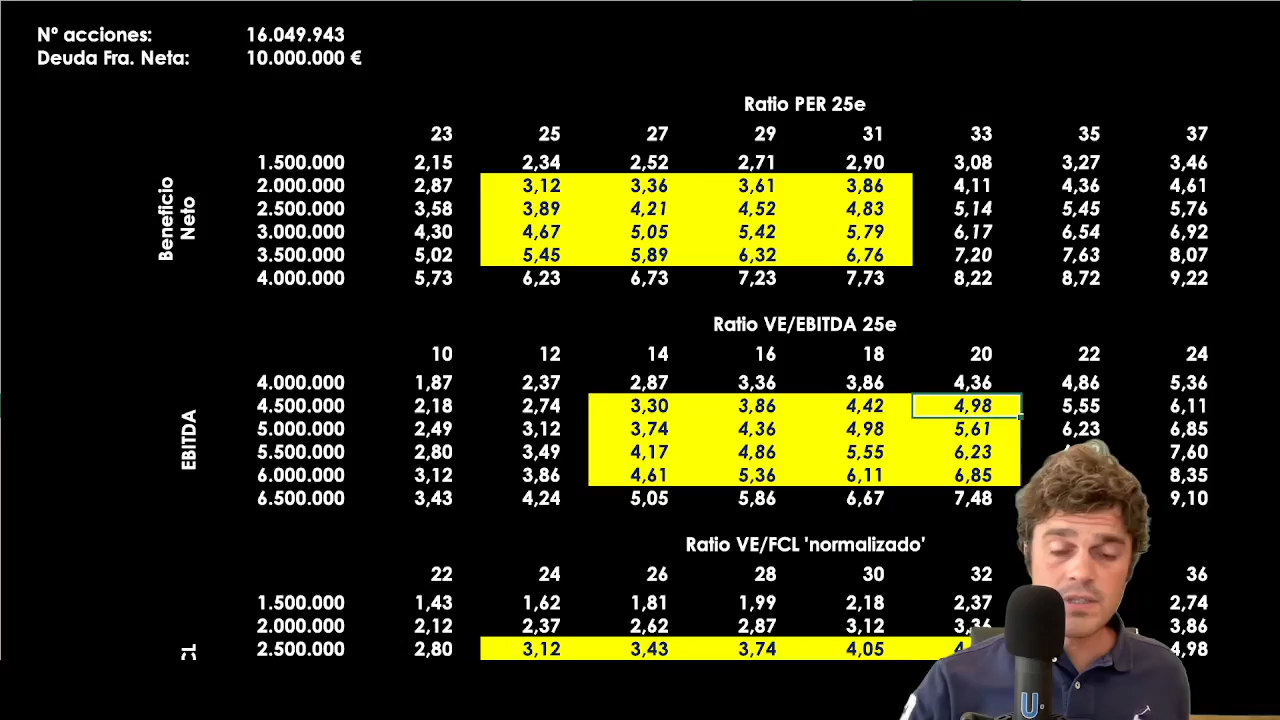 Nº acciones: 16.049.943
Deuda Fra. Neta: 10.000.000 €
Ratio PER 25e
23 25 27 29 31 33 35 37
Beneficio Neto
1.500.000 2,15 2,34 2,52 2,71 2,90 3,08 3,27 3,46
2.000.000 2,87 3,12 3,36 3,61 3,86 4,11 4,36 4,61
2.500.000 3,58 3,89 4,21 4,52 4,83 5,14 5,45 5,76
3.000.000 4,30 4,67 5,05 5,42 5,79 6,17 6,54 6,92
3.500.000 5,02 5,45 5,89 6,32 6,76 7,20 7,63 8,07
4.000.000 5,73 6,23 6,73 7,23 7,73 8,22 8,72 9,22
Ratio VE/EBITDA 25e
10 12 14 16 18 20 22 24
EBITDA
4.000.000 1,87 2,37 2,87 3,36 3,86 4,36 4,86 5,36
4.500.000 2,18 2,74 3,30 3,86 4,42 4,98 5,55 6,11
5.000.000 2,49 3,12 3,74 4,36 4,98 5,61 6,23 6,85
5.500.000 2,80 3,49 4,17 4,86 5,55 6,23 7,60
6.000.000 3,12 3,86 4,61 5,36 6,11 6,85 8,35
6.500.000 3,43 4,24 5,05 5,86 6,67 7,48 9,10
Ratio VE/FCL 'normalizado'
22 24 26 28 30 32 36
1.500.000 1,43 1,62 1,81 1,99 2,18 2,37 2,74
2.000.000 2,12 2,37 2,62 2,87 3,12 3,36 3,86
2.500.000 2,80 3,12 3,43 3,74 4,05 4,98
U